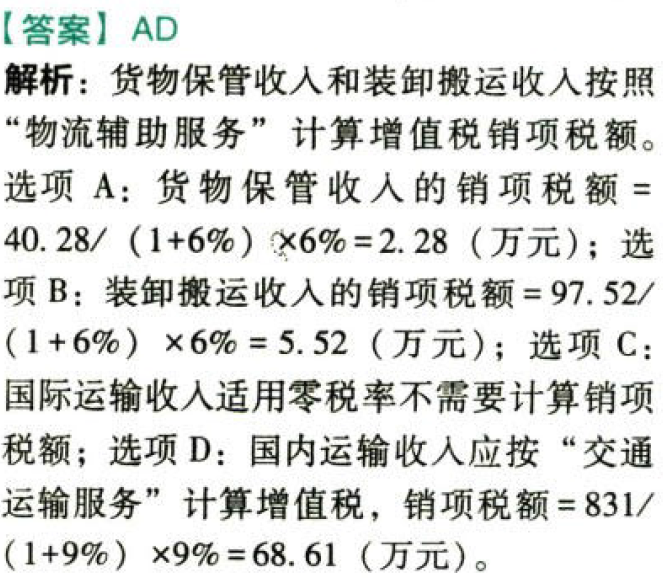 【答案】AD
解析：货物保管收入和装卸搬运收入按照
“物流辅助服务”计算增值税销项税额。
选项 A：货物保管收入的销项税额=
40. 28/（1+6%）×6%=2. 28（万元）；选
项 B：装卸搬运收入的销项税额=97. 52/
（1+6%）×6%=5. 52（万元）；选项 C：
国际运输收入适用零税率不需要计算销项
税额；选项 D：国内运输收入应按“交通
运输服务”计算增值税，销项税额=831/
（1+9%）×9%=68. 61（万元）。